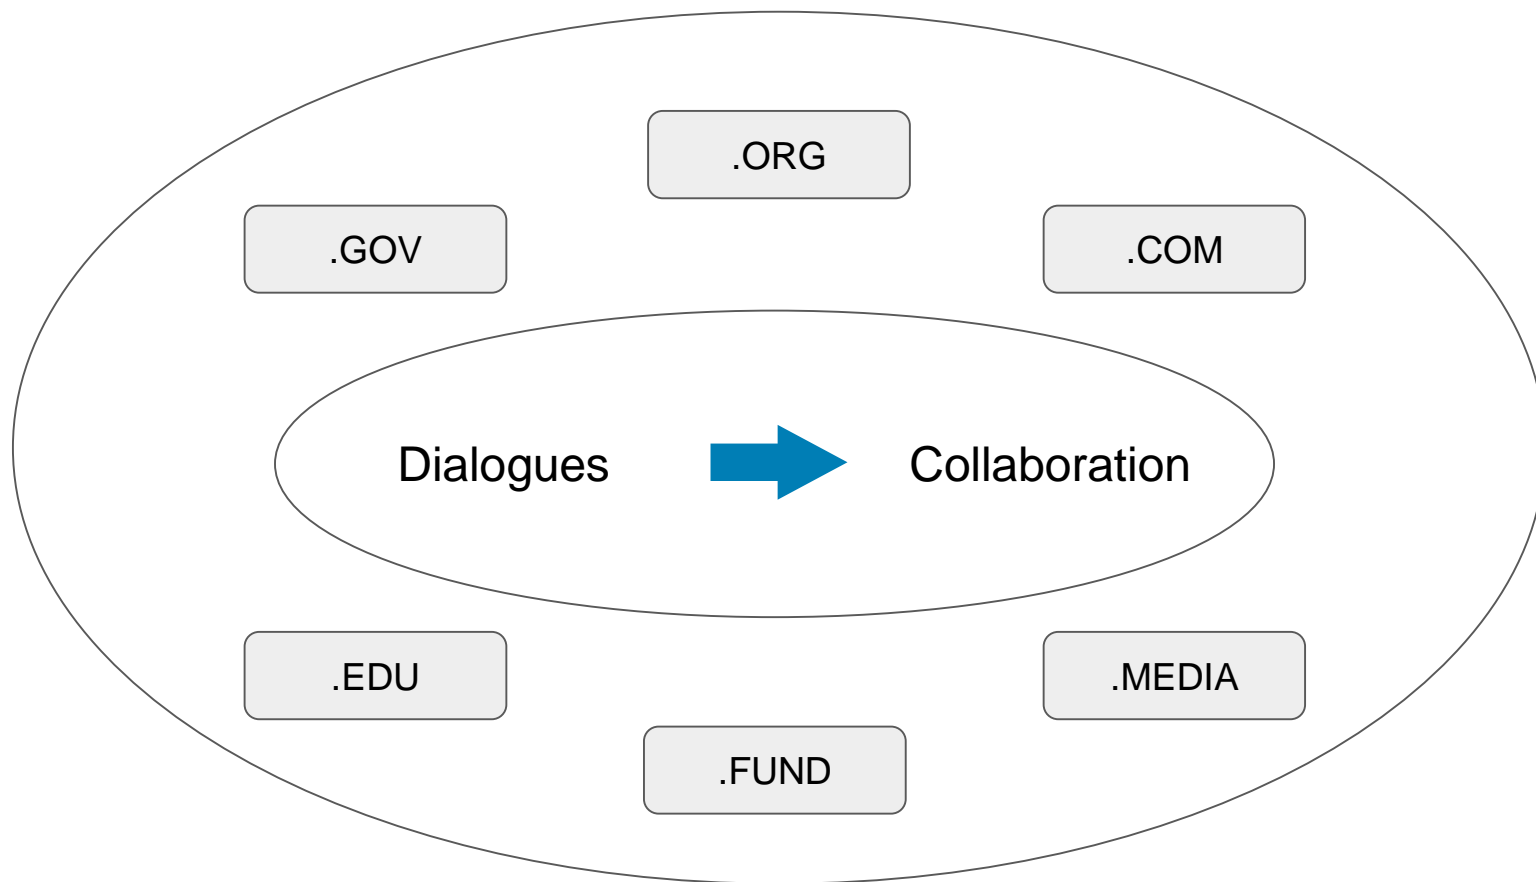 .ORG
.GOV
.COM
Dialogues
Collaboration
.EDU
.MEDIA
.FUND